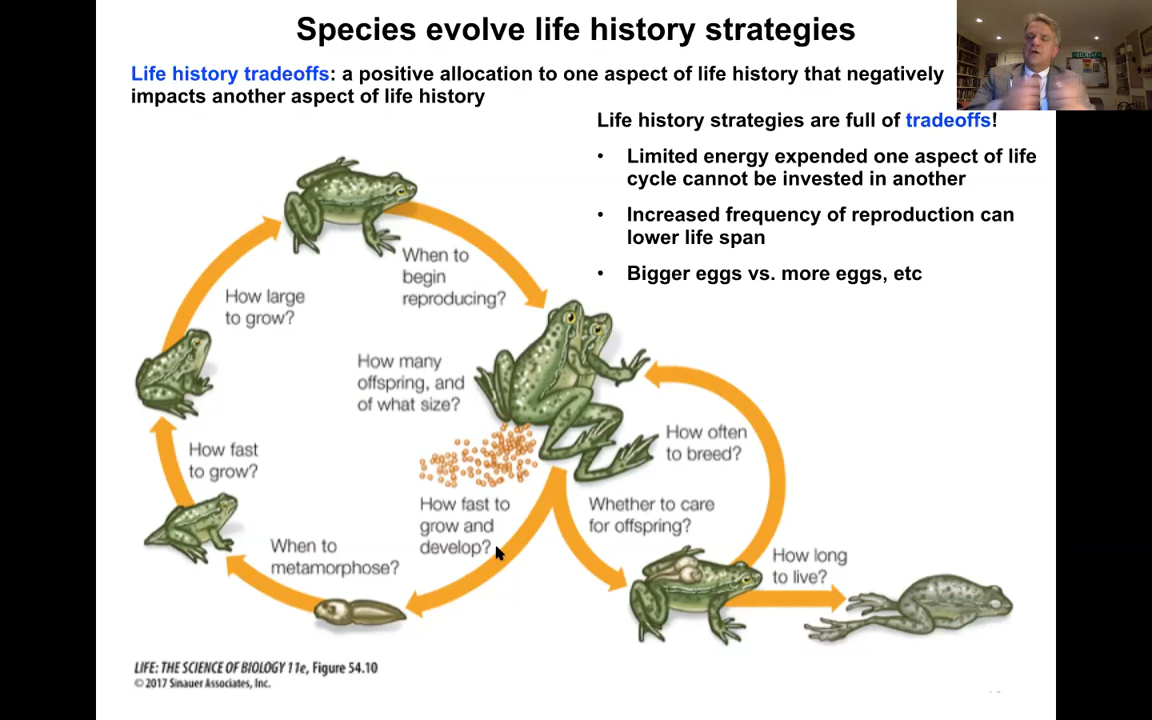 Species evolve life history strategies
Life history tradeoffs: a positive allocation to one aspect of life history that negatively
impacts another aspect of life history
Life history strategies are full of tradeoffs!
• Limited energy expended one aspect of life
cycle cannot be invested in another
• Increased frequency of reproduction can
lower life span
• Bigger eggs vs. more eggs, etc
When to
begin
reproducing?
How large
to grow?
How many
offspring, and
of what size?
How often
to breed?
How fast
to grow?
How fast to
grow and
develop?
Whether to care
for offspring?
When to
metamorphose?
How long
to live?
LIFE: THE SCIENCE OF BIOLOGY 11e, Figure 54.10
© 2017 Sinauer Associates, Inc.